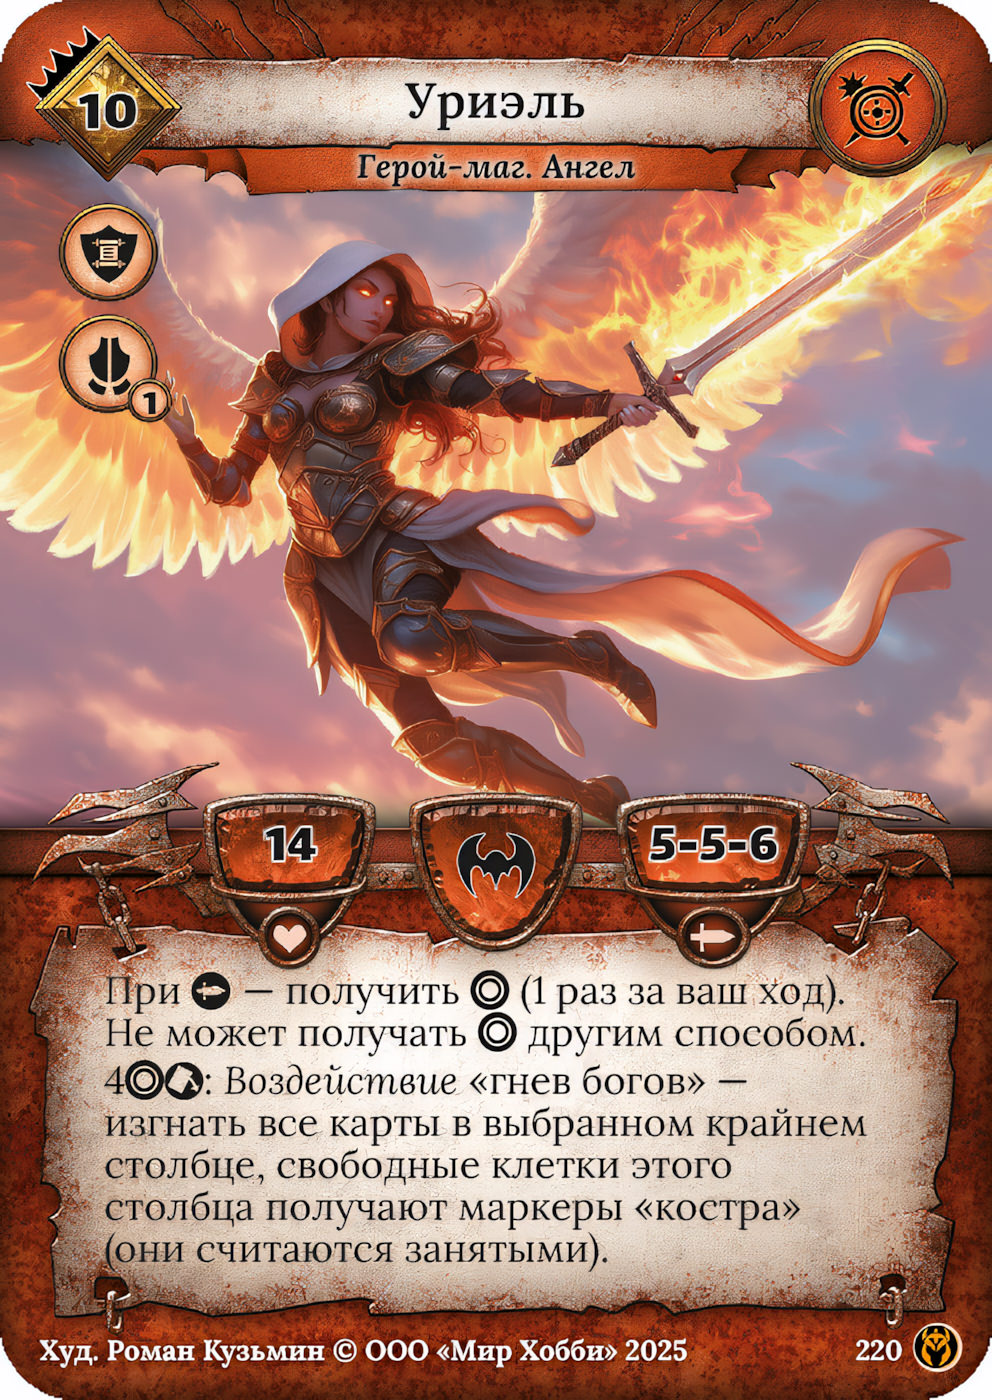 10
Уриэль
Герой-маг. Ангел
1
14
5-5-6
При — получить (1 раз за ваш ход).
Не может получать другим способом.
4 : Воздействие «гнев богов» —
изгнать все карты в выбранном крайнем
столбце, свободные клетки этого
столбца получают маркеры «костра»
(они считаются занятыми).
Худ. Роман Кузьмин © ООО «Мир Хобби» 2025
220